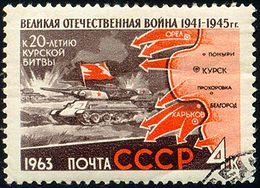 ВЕЛИКАЯ ОТЕЧЕСТВЕННАЯ ВОЙНА 1941-1945 гг.
К 20-ЛЕТИЮ
КУРСКОЙ
БИТВЫ
ОРЕЛ
ПОНЫРИ
КУРСК
ПРОХОРОВКА
БЕЛГОРОД
ХАРЬКОВ
1963 ПОЧТА СССР 4К